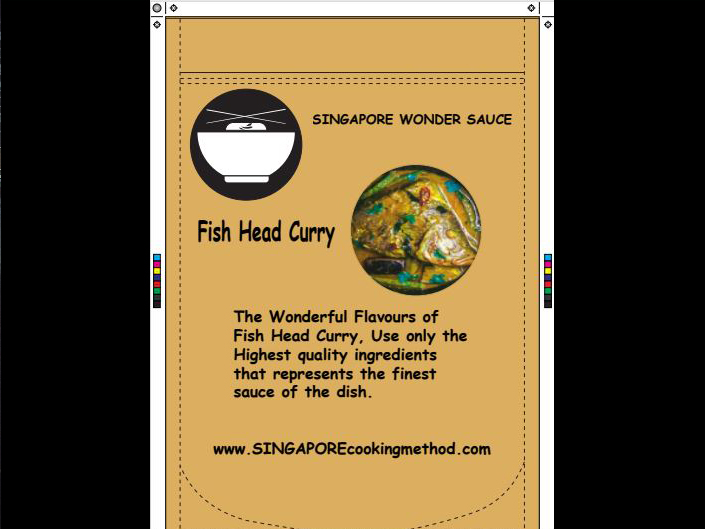 SINGAPORE WONDER SAUCE
Fish Head Curry
The Wonderful Flavours of
Fish Head Curry, Use only the
Highest quality ingredients
that represents the finest
sauce of the dish.
www.SINGAPOREcookingmethod.com